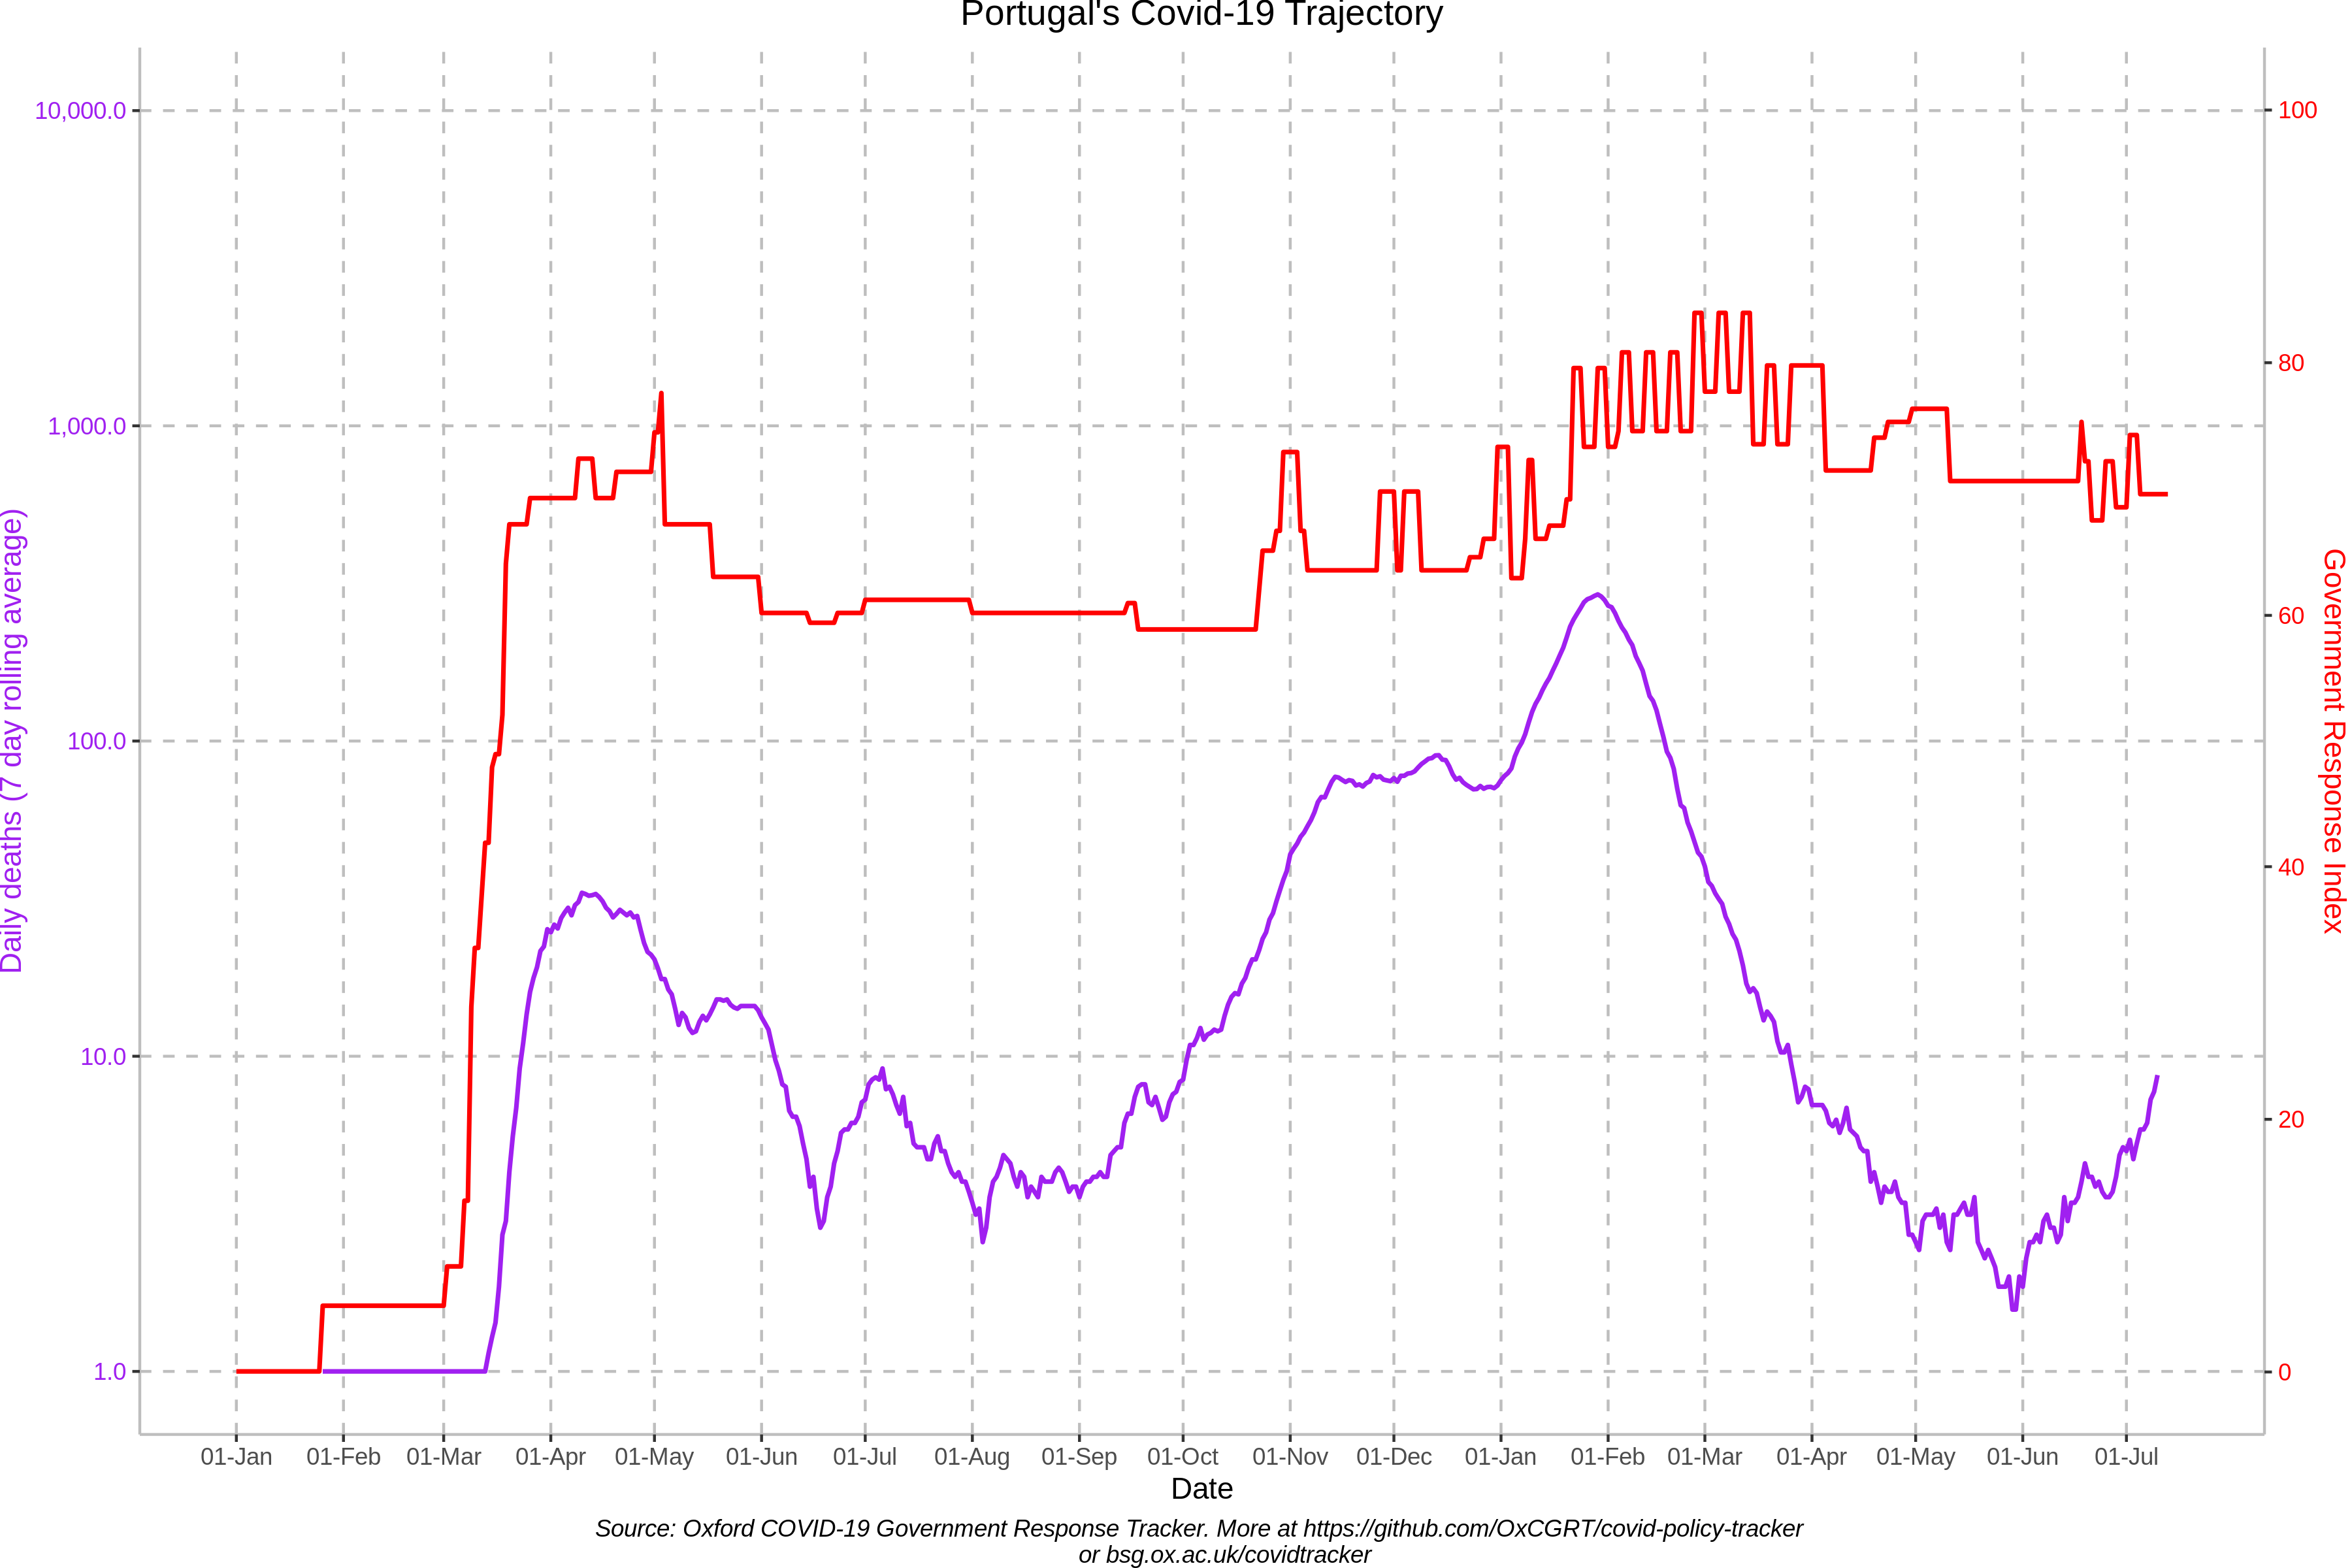 Portugal's Covid-19 Trajectory
10,000.0
1,000.0
100.0
10.0
1.0
Daily deaths (7 day rolling average)
100
80
60
40
20
0
Government Response Index
01-Jan 01-Feb 01-Mar 01-Apr 01-May 01-Jun 01-Jul 01-Aug 01-Sep 01-Oct 01-Nov 01-Dec 01-Jan 01-Feb 01-Mar 01-Apr 01-May 01-Jun 01-Jul
Date
Source: Oxford COVID-19 Government Response Tracker. More at https://github.com/OxCGRT/covid-policy-tracker
or bsg.ox.ac.uk/covidtracker